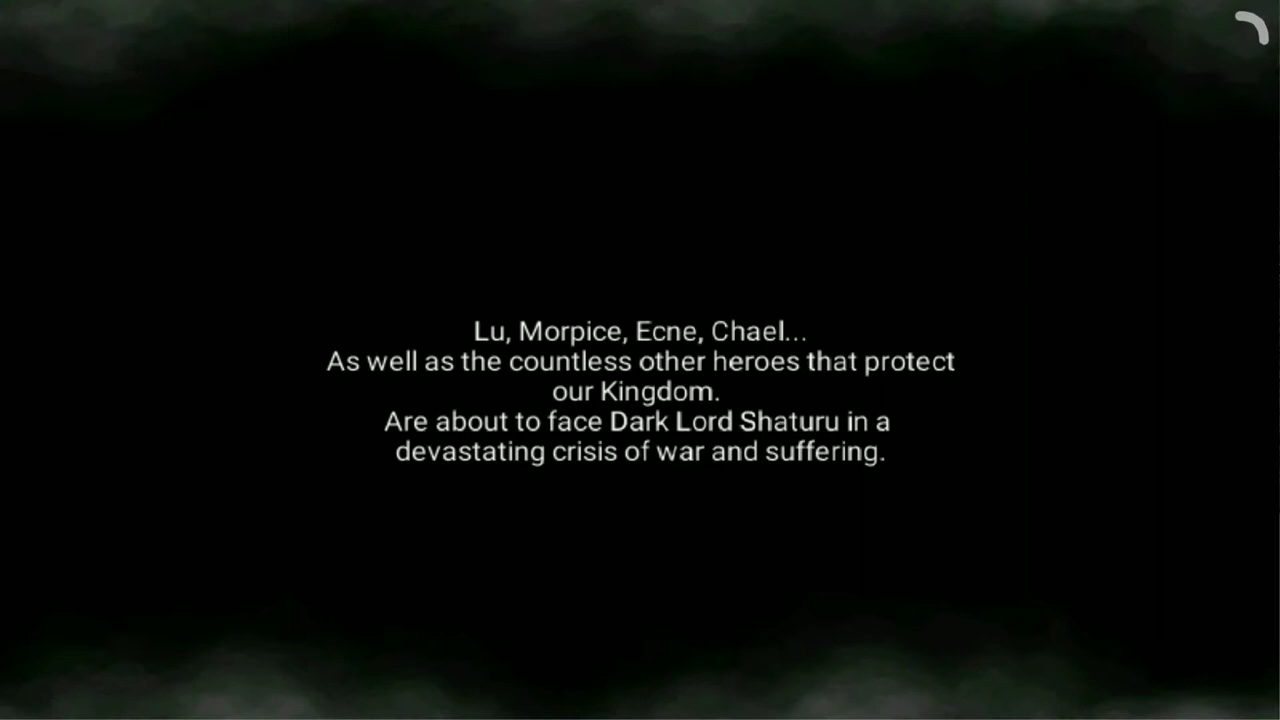 Lu, Morpice, Ecne, Chael...
As well as the countless other heroes that protect
our Kingdom.
Are about to face Dark Lord Shaturu in a
devastating crisis of war and suffering.